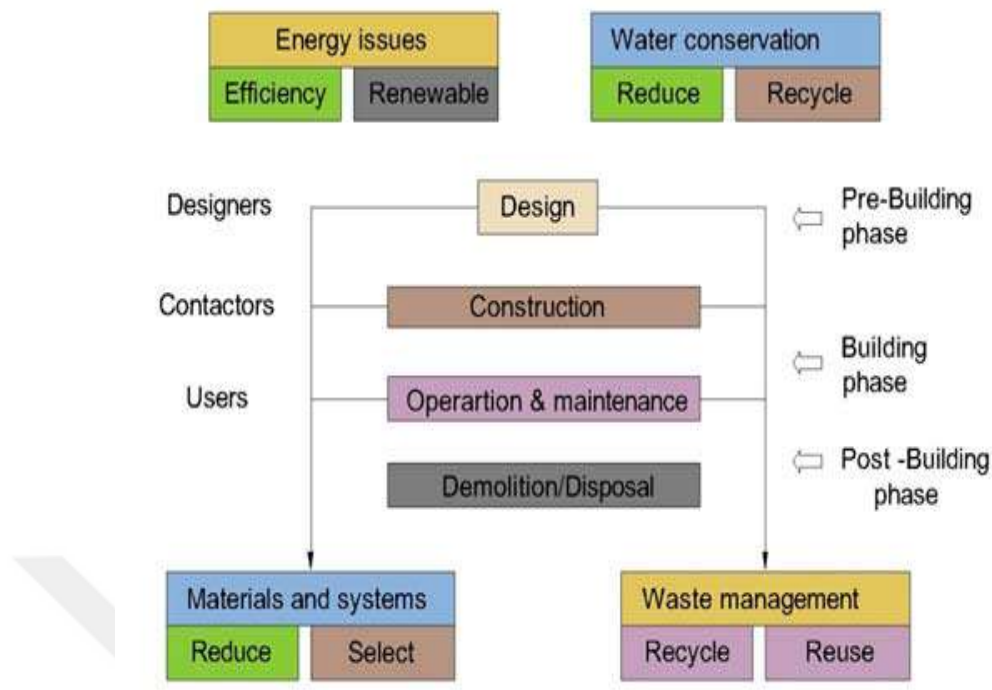 Energy issues
Water conservation
Efficiency
Renewable
Reduce
Recycle
Designers
Design
Pre-Building
phase
Contactors
Construction
Building
phase
Users
Operartion & maintenance
Post -Building
phase
Demolition/Disposal
Materials and systems
Waste management
Reduce
Select
Recycle
Reuse